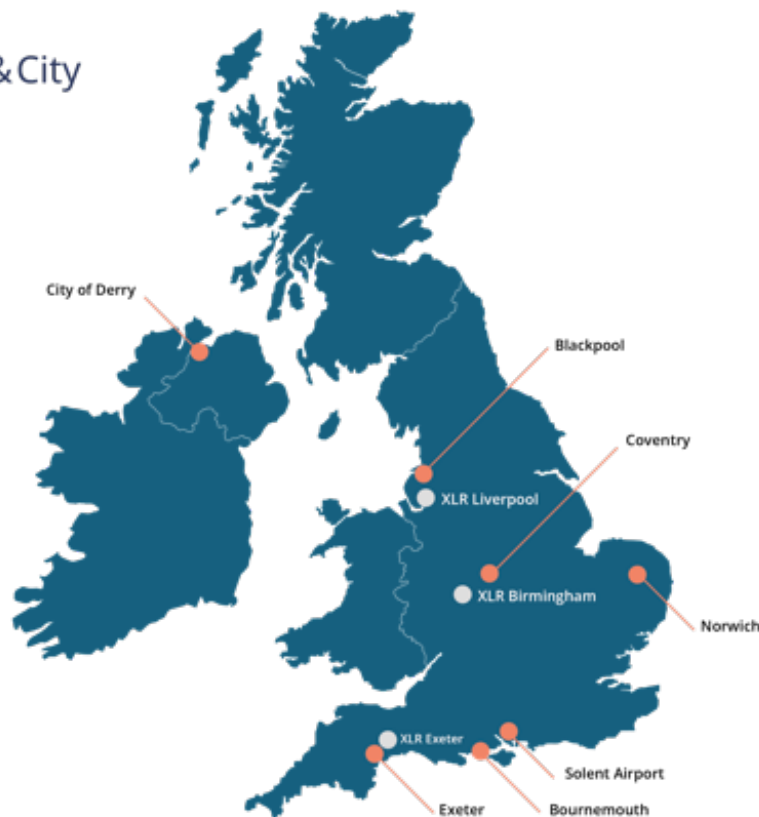 &City
City of Derry
Blackpool
Coventry
XLR Liverpool
XLR Birmingham
Norwich
XLR Exeter
Solent Airport
Exeter
Bournemouth